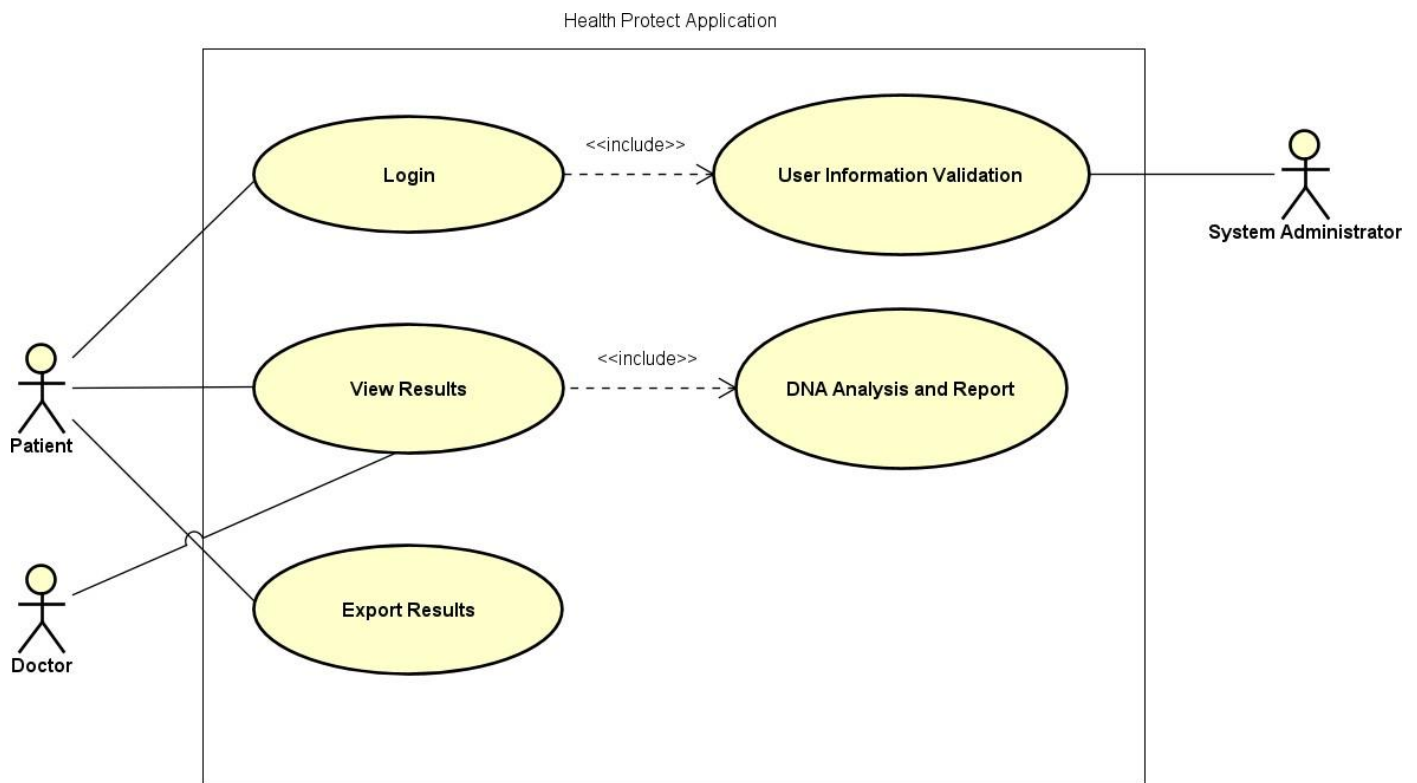 Health Protect Application
Login
<<include>>
User Information Validation
System Administrator
View Results
<<include>>
DNA Analysis and Report
Patient
Export Results
Doctor